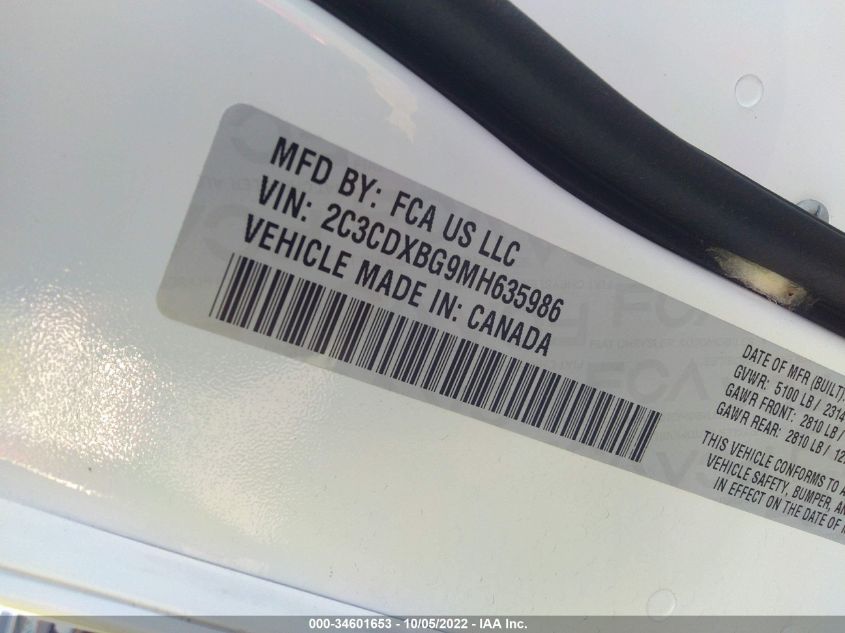 MFD BY: FCA US LLC
VIN: 2C3CDXBG9MH635986
VEHICLE MADE IN: CANADA
DATE OF MFR (BUILT):
GVWR: 5100 LB / 2314
GAWR FRONT: 2810 LB /
GAWR REAR: 2810 LB / 12
THIS VEHICLE CONFORMS TO A
VEHICLE SAFETY, BUMPER, AN
IN EFFECT ON THE DATE OF M
000-34601653 - 10/05/2022 - IAA Inc.